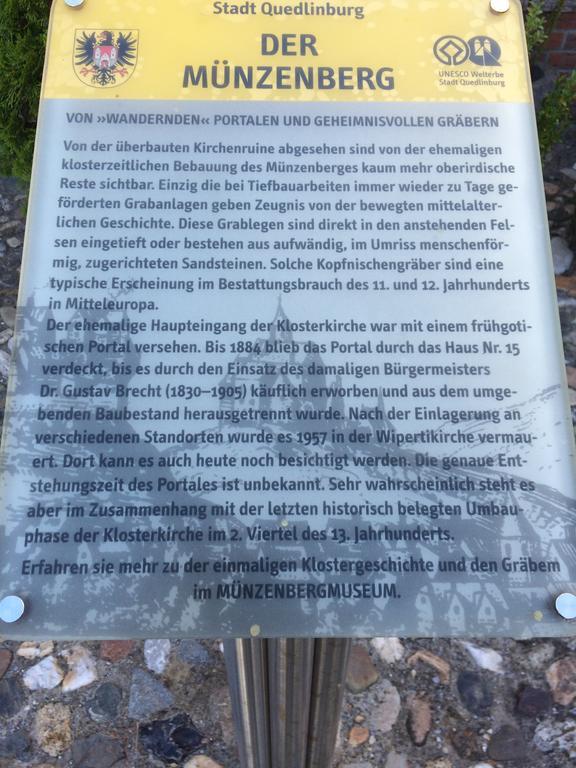 Stadt Quedlinburg
DER
MÜNZENBERG
UNESCO Welterbe
Stadt Quedlinburg
VON »WANDERNDEN« PORTALEN UND GEHEIMNISVOLLEN GRÄBERN
Von der überbauten Kirchenruine abgesehen sind von der ehemaligen
klosterzeitlichen Bebauung des Münzenberges kaum mehr oberirdische
Reste sichtbar. Einzig die bei Tiefbauarbeiten immer wieder zu Tage ge-
förderten Grabanlagen geben Zeugnis von der bewegten mittelalter-
lichen Geschichte. Diese Grablegen sind direkt in den anstehenden Fel-
sen eingetieft oder bestehen aus aufwändig, im Umriss menschenför-
mig, zugerichteten Sandsteinen. Solche Kopfnischengräber sind eine
typische Erscheinung im Bestattungsbrauch des 11. und 12. Jahrhunderts
in Mitteleuropa.
Der ehemalige Haupteingang der Klosterkirche war mit einem frühgoti-
schen Portal versehen. Bis 1884 blieb das Portal durch das Haus Nr. 15
verdeckt, bis es durch den Einsatz des damaligen Bürgermeisters
Dr. Gustav Brecht (1830–1905) käuflich erworben und aus dem umge-
benden Baubestand herausgetrennt wurde. Nach der Einlagerung an
verschiedenen Standorten wurde es 1957 in der Wipertikirche vermau-
ert. Dort kann es auch heute noch besichtigt werden. Die genaue Ent-
stehungszeit des Portales ist unbekannt. Sehr wahrscheinlich steht es
aber im Zusammenhang mit der letzten historisch belegten Umbau-
phase der Klosterkirche im 2. Viertel des 13. Jahrhunderts.
Erfahren sie mehr zu der einmaligen Klostergeschichte und den Gräbern
im MÜNZENBERGMUSEUM.